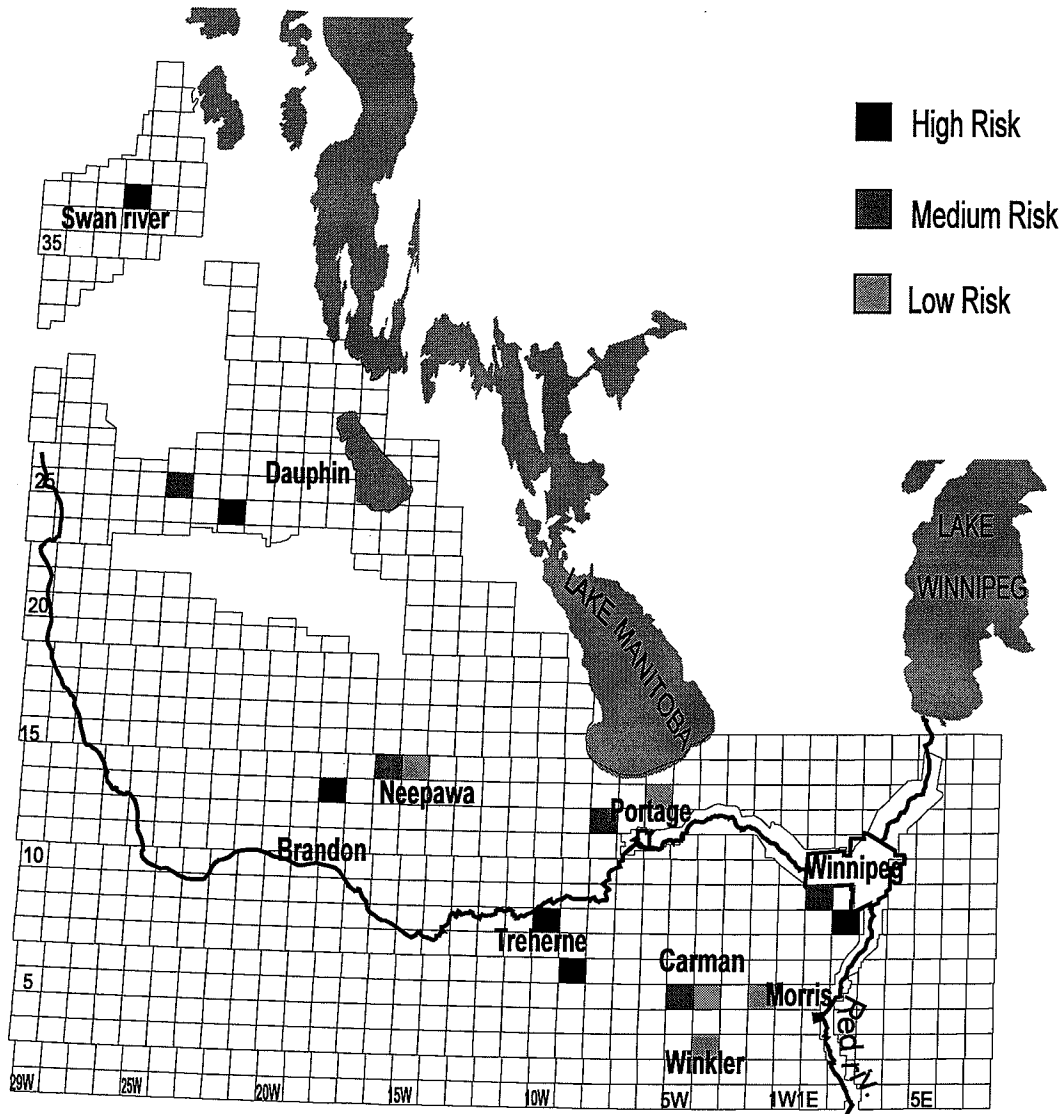 High Risk
Medium Risk
Low Risk
Swan river
35
Dauphin
25
LAKE
WINNIPEG
20
LAKE MANITOBA
15
Neepawa
Portage
10
Brandon
Winnipeg
Treherne
Carman
5
Morris
Red riv.
Winkler
29W
25W
20W
15W
10W
5W
1W1E
5E